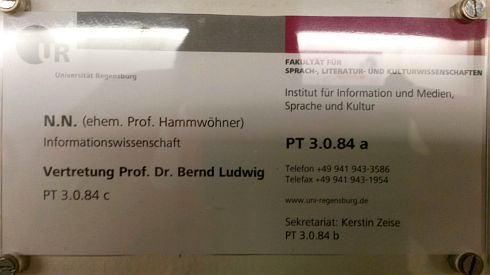 UR
Universität Regensburg
N.N. (ehem. Prof. Hammwöhner)
Informationswissenschaft
Vertretung Prof. Dr. Bernd Ludwig
PT 3.0.84 c
FAKULTÄT FÜR
SPRACH-, LITERATUR- UND KULTURWISSENSCHAFTEN
Institut für Information und Medien,
Sprache und Kultur
PT 3.0.84 a
Telefon +49 941 943-3586
Telefax +49 941 943-1954
www.uni-regensburg.de
Sekretariat: Kerstin Zeise
PT 3.0.84 b